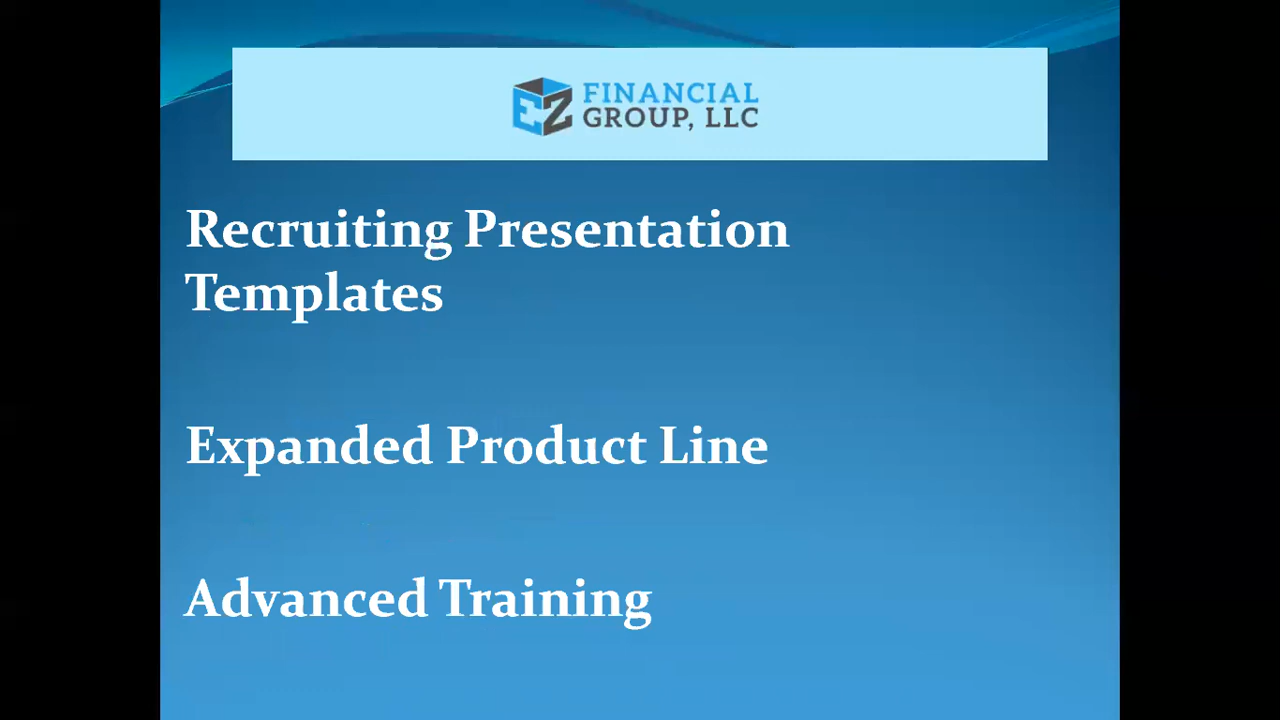 EZ FINANCIAL
GROUP, LLC
Recruiting Presentation
Templates
Expanded Product Line
Advanced Training